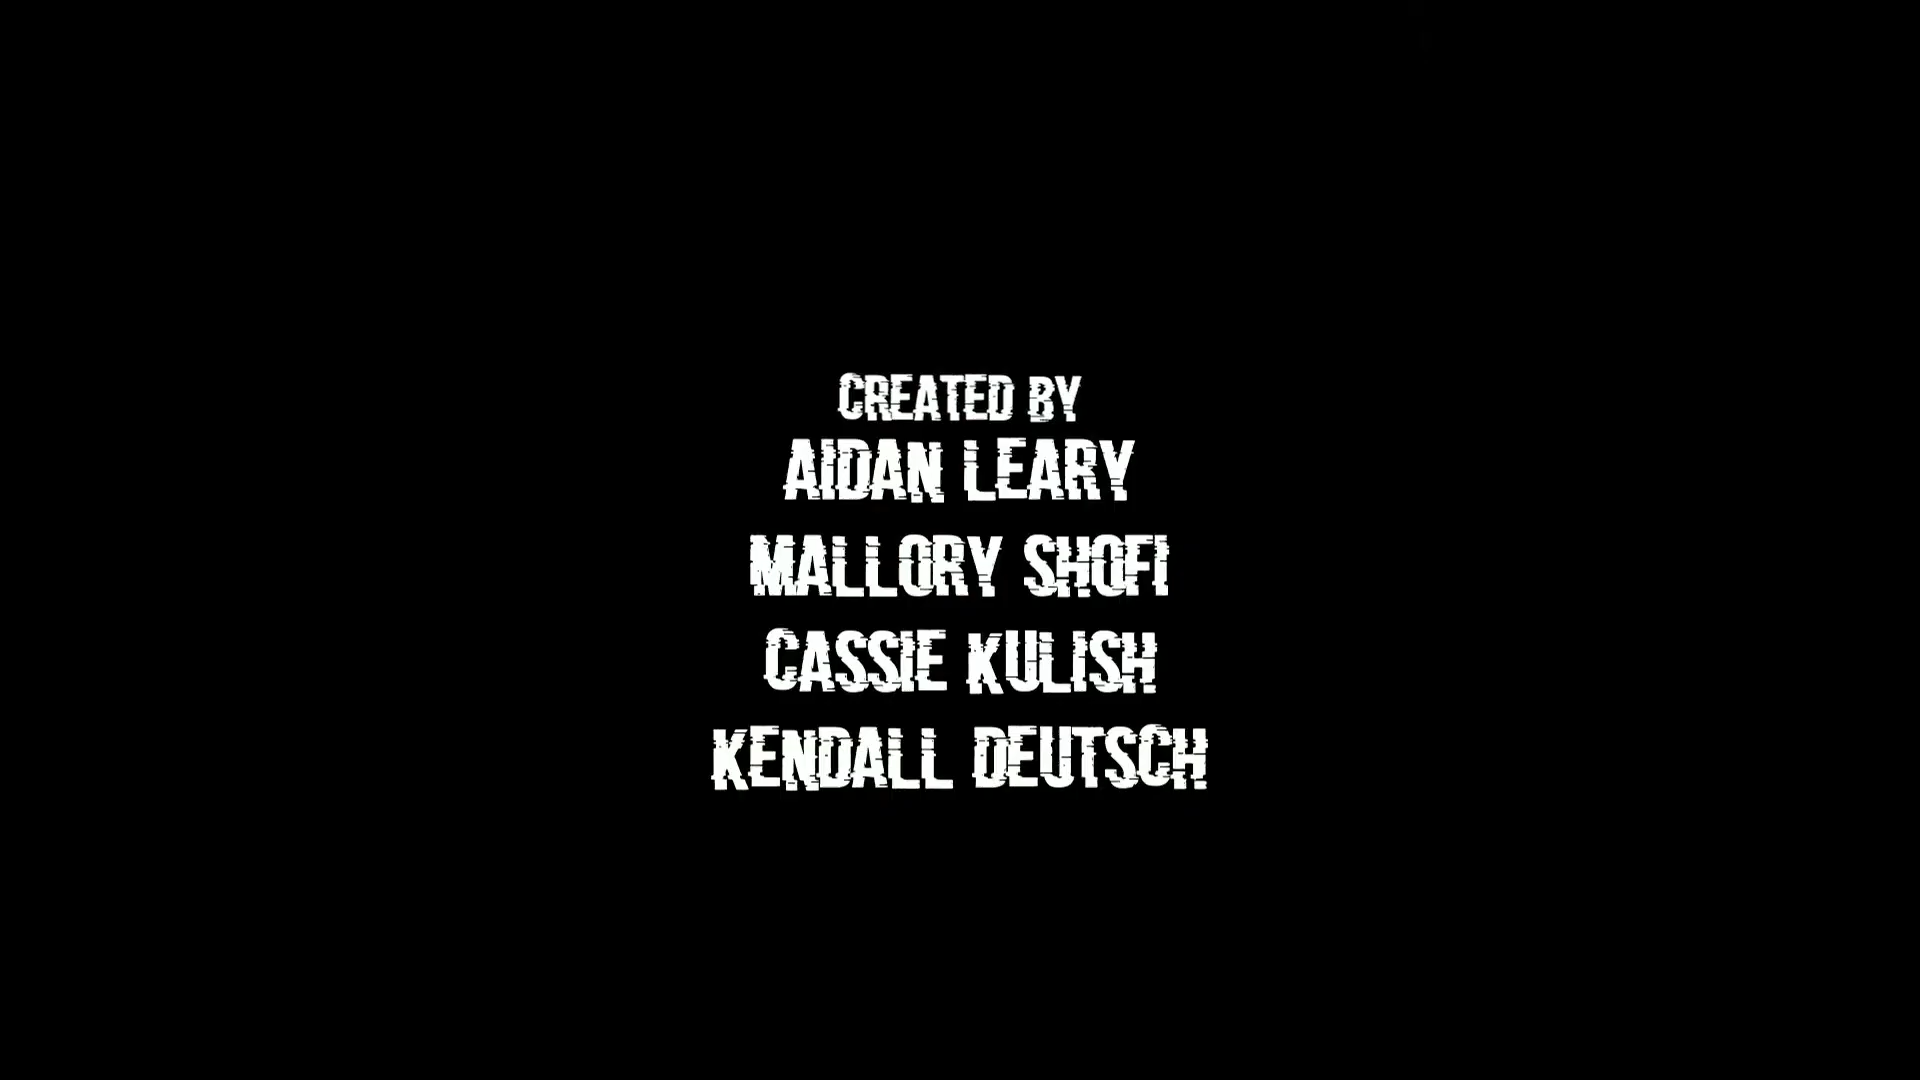 CREATED BY
AIDAN LEARY
MALLORY SHOFI
CASSIE KULISH
KENDALL DEUTSCH